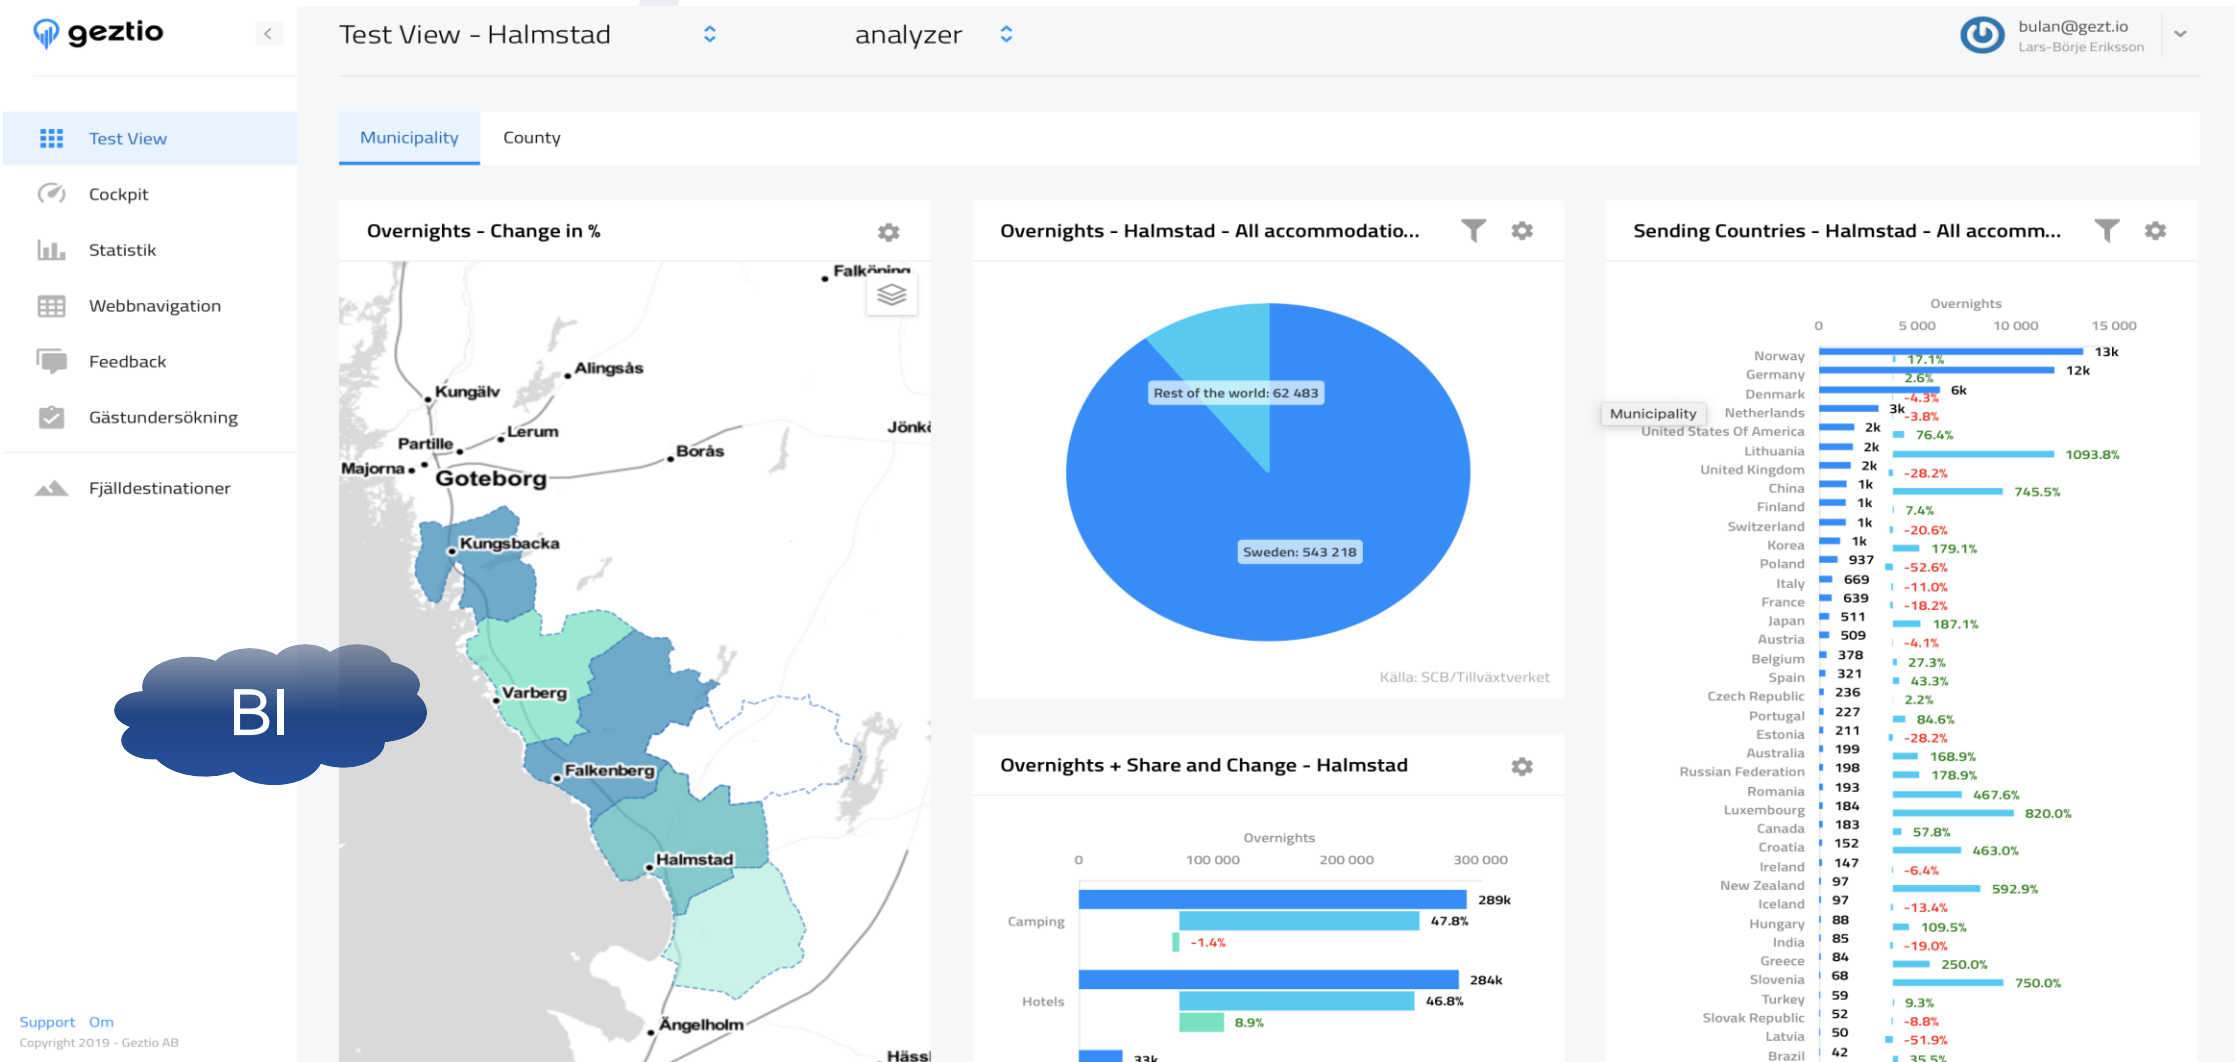 geztio
Test View - Halmstad
analyzer
bulan@gezt.io
Lars-Börje Eriksson
Test View
Cockpit
Statistik
Webbnavigation
Feedback
Gästundersökning
Fjälldestinationer
BI
Support Om
Copyright 2019 - Geztio AB
Municipality County
Overnights - Change in %
Falköping
Alingsås
Kungälv
Lerum
Partille
Jönkö
Borås
Majorna
Goteborg
Kungsbacka
Varberg
Falkenberg
Halmstad
Ängelholm
Hässl
Overnights - Halmstad - All accommodatio...
Rest of the world: 62 483
Sweden: 543 218
Källa: SCB/Tillväxtverket
Overnights + Share and Change - Halmstad
Overnights
0 100 000 200 000 300 000
Camping 289k
47.8%
-1.4%
Hotels 284k
46.8%
8.9%
33k
Sending Countries - Halmstad - All accomm...
Overnights
0 5 000 10 000 15 000
Municipality
Norway 13k 17.1%
Germany 12k 2.6%
Denmark 6k -4.3%
Netherlands 3k -3.8%
United States Of America 2k 76.4%
Lithuania 2k 1093.8%
United Kingdom 2k -28.2%
China 1k 745.5%
Finland 1k 7.4%
Switzerland 1k -20.6%
Korea 1k 179.1%
Poland 937 -52.6%
Italy 669 -11.0%
France 639 -18.2%
Japan 511 187.1%
Austria 509 -4.1%
Belgium 378 27.3%
Spain 321 43.3%
Czech Republic 236 2.2%
Portugal 227 84.6%
Estonia 211 -28.2%
Australia 199 168.9%
Russian Federation 198 178.9%
Romania 193 467.6%
Luxembourg 184 820.0%
Canada 183 57.8%
Croatia 152 463.0%
Ireland 147 -6.4%
New Zealand 97 592.9%
Iceland 97 -13.4%
Hungary 88 109.5%
India 85 -19.0%
Greece 84 250.0%
Slovenia 68 750.0%
Turkey 59 9.3%
Slovak Republic 52 -8.8%
Latvia 50 -51.9%
Brazil 42 35.5%